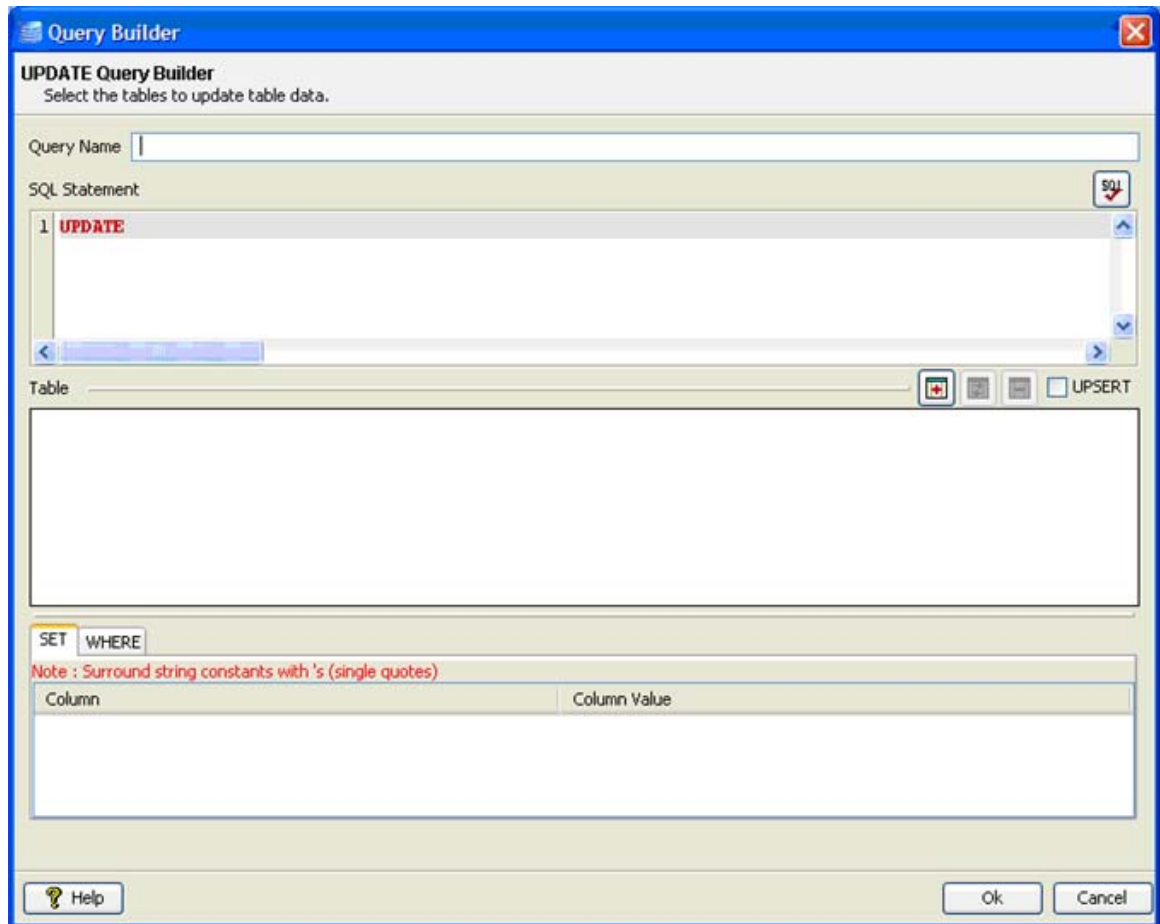 Query Builder
UPDATE Query Builder
Select the tables to update table data.
Query Name
SQL Statement
SQL
1 UPDATE
Table
UPSERT
SET WHERE
Note : Surround string constants with 's (single quotes)
Column Column Value
Help Ok Cancel